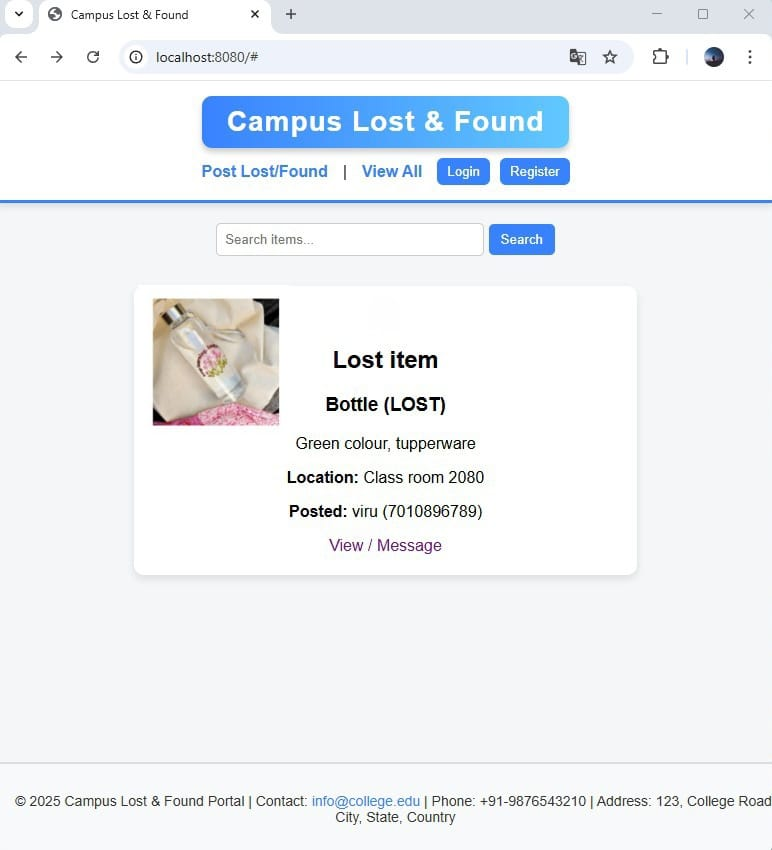 Campus Lost & Found
localhost:8080/#
Campus Lost & Found
Post Lost/Found | View All Login Register
Search items... Search
Lost item
Bottle (LOST)
Green colour, tupperware
Location: Class room 2080
Posted: viru (7010896789)
View / Message
© 2025 Campus Lost & Found Portal | Contact: info@college.edu | Phone: +91-9876543210 | Address: 123, College Road
City, State, Country